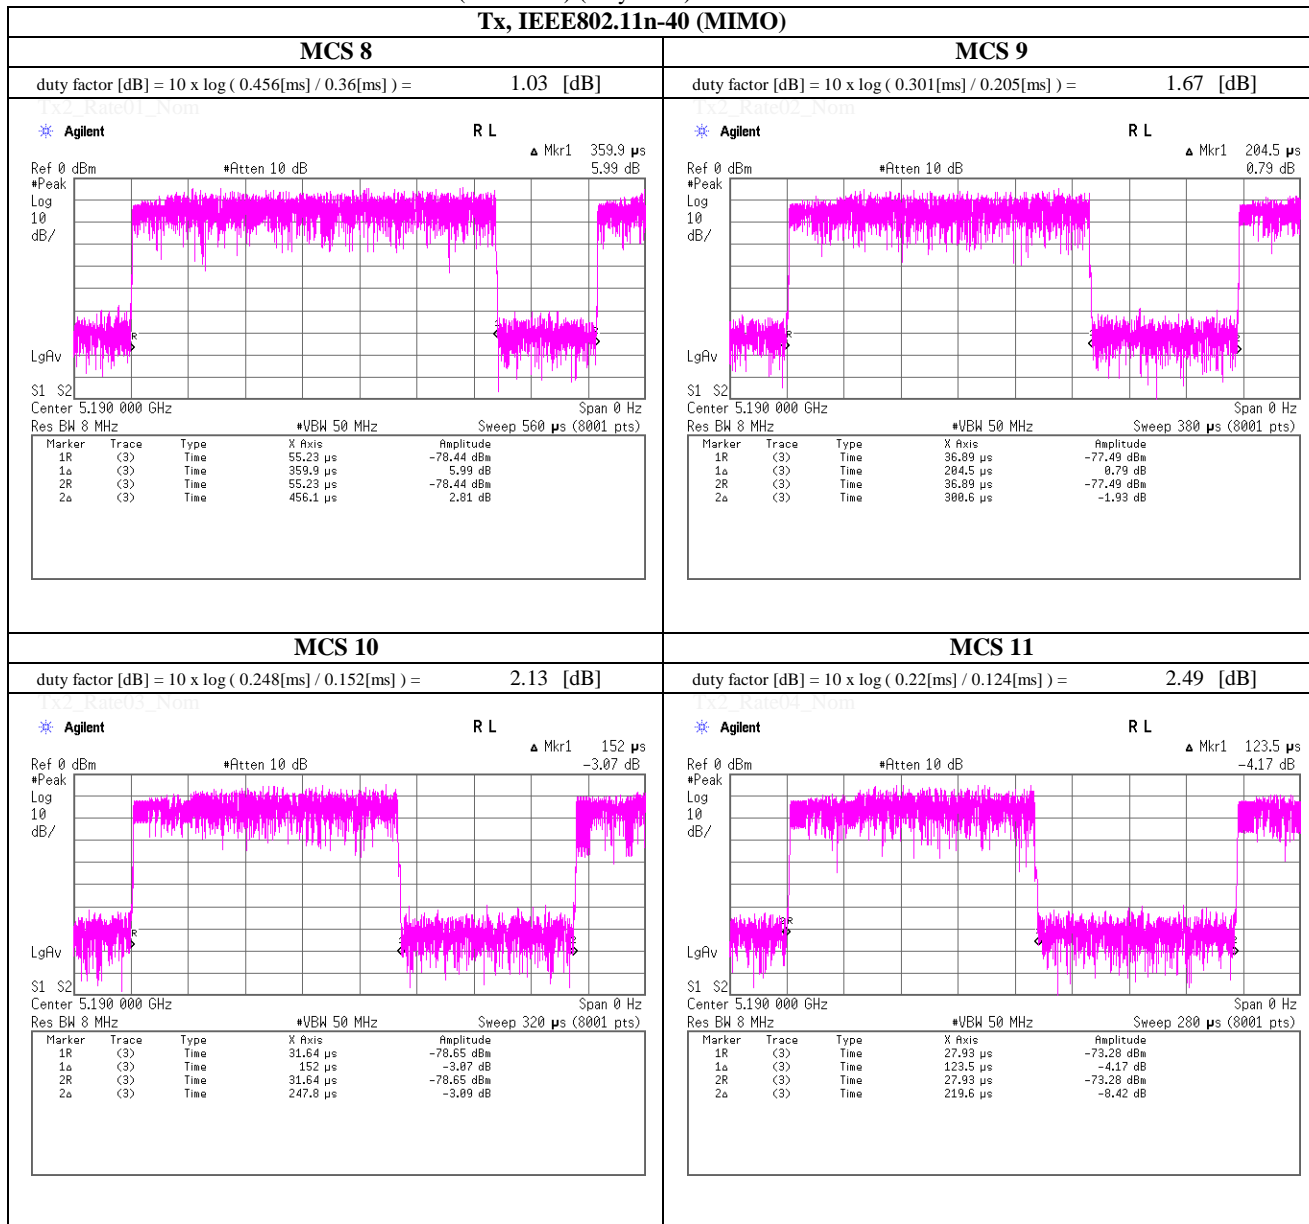 Tx, IEEE802.11n-40 (MIMO)
MCS 8
MCS 9
duty factor [dB] = 10 x log ( 0.456[ms] / 0.36[ms] ) = 1.03 [dB]
duty factor [dB] = 10 x log ( 0.301[ms] / 0.205[ms] ) = 1.67 [dB]
Tx2_Rate01_Nom
Agilent
R L
Δ Mkr1 359.9 µs
Ref 0 dBm #Atten 10 dB 5.99 dB
#Peak
Log
10
dB/
LgAv
S1 S2
Center 5.190 000 GHz Span 0 Hz
Res BW 8 MHz #VBW 50 MHz Sweep 560 µs (8001 pts)
Marker Trace Type X Axis Amplitude
1R (3) Time 55.23 µs -78.44 dBm
1Δ (3) Time 359.9 µs 5.99 dB
2R (3) Time 55.23 µs -78.44 dBm
2Δ (3) Time 456.1 µs 2.81 dB
Tx2_Rate02_Nom
Agilent
R L
Δ Mkr1 204.5 µs
Ref 0 dBm #Atten 10 dB 0.79 dB
#Peak
Log
10
dB/
LgAv
S1 S2
Center 5.190 000 GHz Span 0 Hz
Res BW 8 MHz #VBW 50 MHz Sweep 380 µs (8001 pts)
Marker Trace Type X Axis Amplitude
1R (3) Time 36.89 µs -77.49 dBm
1Δ (3) Time 204.5 µs 0.79 dB
2R (3) Time 36.89 µs -77.49 dBm
2Δ (3) Time 300.6 µs -1.93 dB
MCS 10
MCS 11
duty factor [dB] = 10 x log ( 0.248[ms] / 0.152[ms] ) = 2.13 [dB]
duty factor [dB] = 10 x log ( 0.22[ms] / 0.124[ms] ) = 2.49 [dB]
Tx2_Rate03_Nom
Agilent
R L
Δ Mkr1 152 µs
Ref 0 dBm #Atten 10 dB -3.07 dB
#Peak
Log
10
dB/
LgAv
S1 S2
Center 5.190 000 GHz Span 0 Hz
Res BW 8 MHz #VBW 50 MHz Sweep 320 µs (8001 pts)
Marker Trace Type X Axis Amplitude
1R (3) Time 31.64 µs -78.65 dBm
1Δ (3) Time 152 µs -3.07 dB
2R (3) Time 31.64 µs -78.65 dBm
2Δ (3) Time 247.8 µs -3.09 dB
Tx2_Rate04_Nom
Agilent
R L
Δ Mkr1 123.5 µs
Ref 0 dBm #Atten 10 dB -4.17 dB
#Peak
Log
10
dB/
LgAv
S1 S2
Center 5.190 000 GHz Span 0 Hz
Res BW 8 MHz #VBW 50 MHz Sweep 280 µs (8001 pts)
Marker Trace Type X Axis Amplitude
1R (3) Time 27.93 µs -73.28 dBm
1Δ (3) Time 123.5 µs -4.17 dB
2R (3) Time 27.93 µs -73.28 dBm
2Δ (3) Time 219.6 µs -8.42 dB